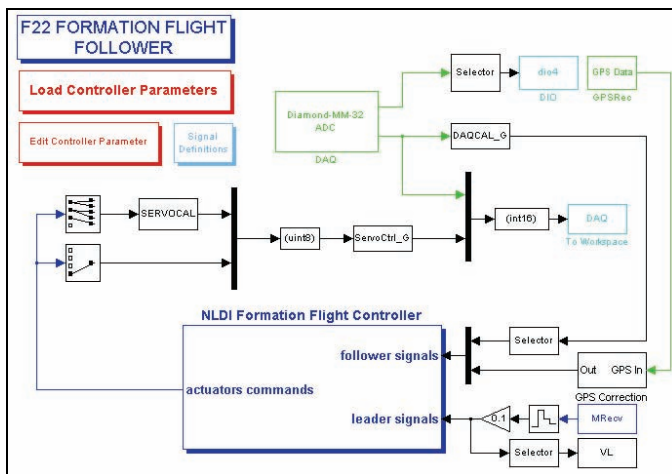 F22 FORMATION FLIGHT
FOLLOWER
Load Controller Parameters
Edit Controller Parameter
Signal
Definitions
Selector
dio4
DIO
GPS Data
GPSRec
Diamond-MM-32
ADC
DAQ
DAQCAL_G
SERVOCAL
(uint8)
ServoCtrl_G
(int16)
DAQ
To Workspace
NLDI Formation Flight Controller
follower signals
actuators commands
leader signals
Selector
Out
GPS In
GPS Correction
0.1
MRecv
Selector
VL